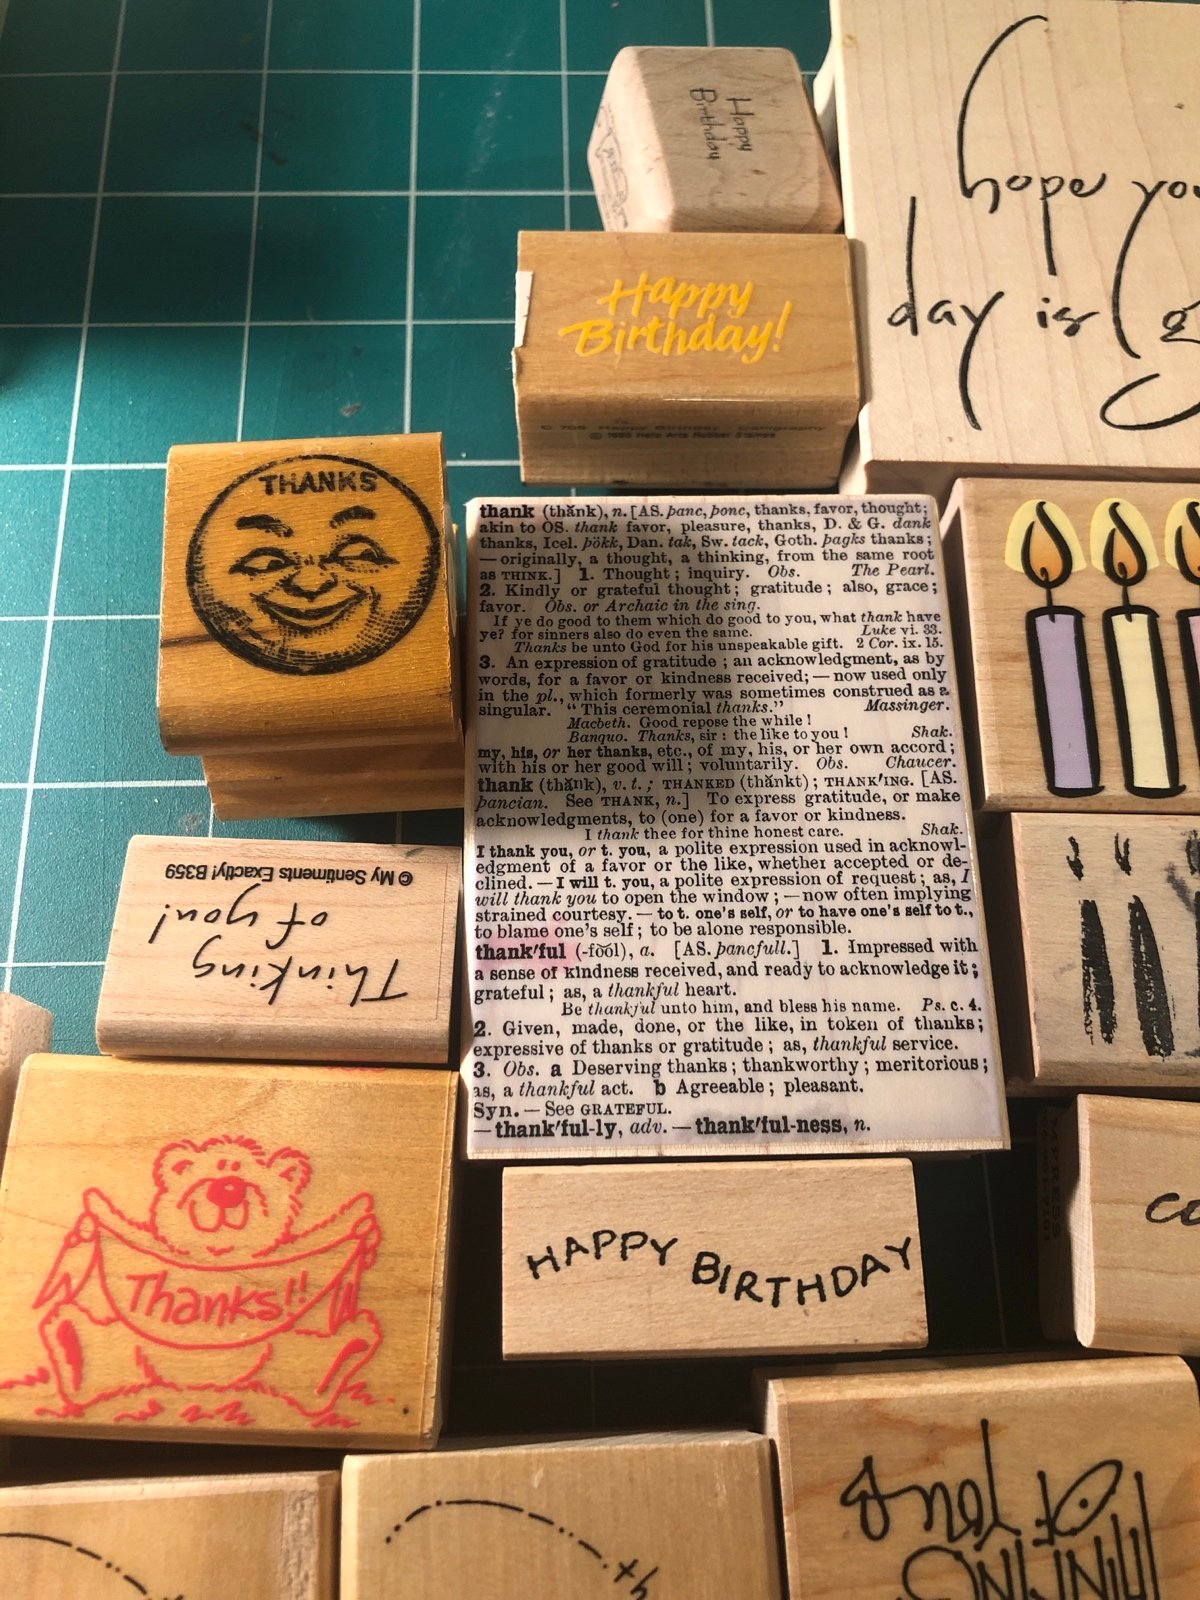 Happy
Birthday
hope you
day is g
Happy
Birthday!
C 708 Happy Birthday Calligraphy
© 1989 Hero Arts Rubber Stamps
THANKS
thank (thănk), n. [AS. þanc, þonc, thanks, favor, thought;
akin to OS. thank favor, pleasure, thanks, D. & G. dank
thanks, Icel. þökk, Dan. tak, Sw. tack, Goth. þagks thanks;
— originally, a thought, a thinking, from the same root
as THINK.] 1. Thought; inquiry. Obs. The Pearl.
2. Kindly or grateful thought; gratitude; also, grace;
favor. Obs. or Archaic in the sing.
If ye do good to them which do good to you, what thank have
ye? for sinners also do even the same. Luke vi. 33.
Thanks be unto God for his unspeakable gift. 2 Cor. ix. 15.
3. An expression of gratitude; an acknowledgment, as by
words, for a favor or kindness received; — now used only
in the pl., which formerly was sometimes construed as a
singular. “This ceremonial thanks.” Massinger.
Macbeth. Good repose the while!
Banquo. Thanks, sir: the like to you! Shak.
my, his, or her thanks, etc., of my, his, or her own accord;
with his or her good will; voluntarily. Obs. Chaucer.
thank (thănk), v. t.; THANKED (thănkt); THANK'ING. [AS.
þancian. See THANK, n.] To express gratitude, or make
acknowledgments, to (one) for a favor or kindness.
I thank thee for thine honest care. Shak.
I thank you, or t. you, a polite expression used in acknowl-
edgment of a favor or the like, whether accepted or de-
clined. — I will t. you, a polite expression of request; as, I
will thank you to open the window; — now often implying
strained courtesy. — to t. one's self, or to have one's self to t.,
to blame one's self; to be alone responsible.
thank'ful (-fŏŏl), a. [AS. þancfull.] 1. Impressed with
a sense of kindness received, and ready to acknowledge it;
grateful; as, a thankful heart.
Be thankful unto him, and bless his name. Ps. c. 4.
2. Given, made, done, or the like, in token of thanks;
expressive of thanks or gratitude; as, thankful service.
3. Obs. a Deserving thanks; thankworthy; meritorious;
as, a thankful act. b Agreeable; pleasant.
Syn. — See GRATEFUL.
— thank'ful-ly, adv. — thank'ful-ness, n.
Thinking
of you!
© My Sentiments Exactly! B359
Thanks!!
HAPPY BIRTHDAY
co
OF YOU